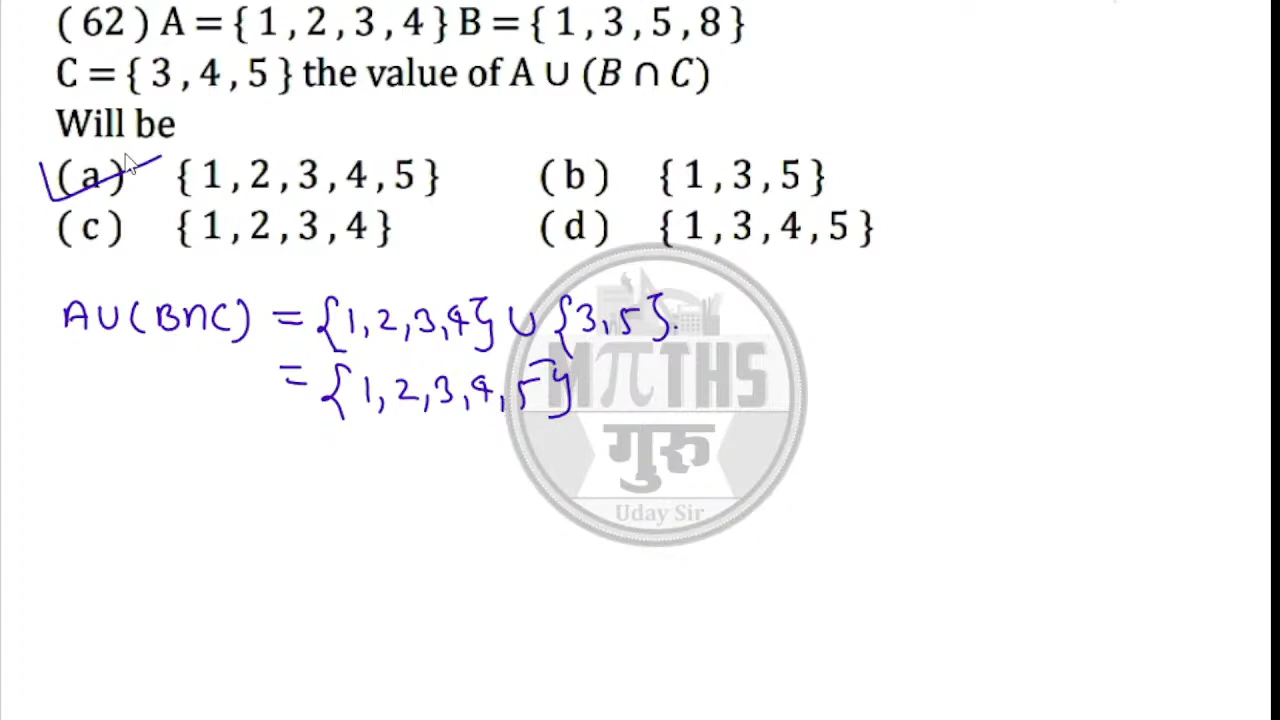 ( 62 ) A = { 1 , 2 , 3 , 4 } B = { 1 , 3 , 5 , 8 }
C = { 3 , 4 , 5 } the value of A ∪ (B ∩ C)
Will be
( a ) { 1 , 2 , 3 , 4 , 5 } ( b ) { 1 , 3 , 5 }
( c ) { 1 , 2 , 3 , 4 } ( d ) { 1 , 3 , 4 , 5 }
A∪(B∩C) = {1,2,3,4} ∪ {3,5}.
= {1,2,3,4,5}
MπTHS
गुरु
Uday Sir